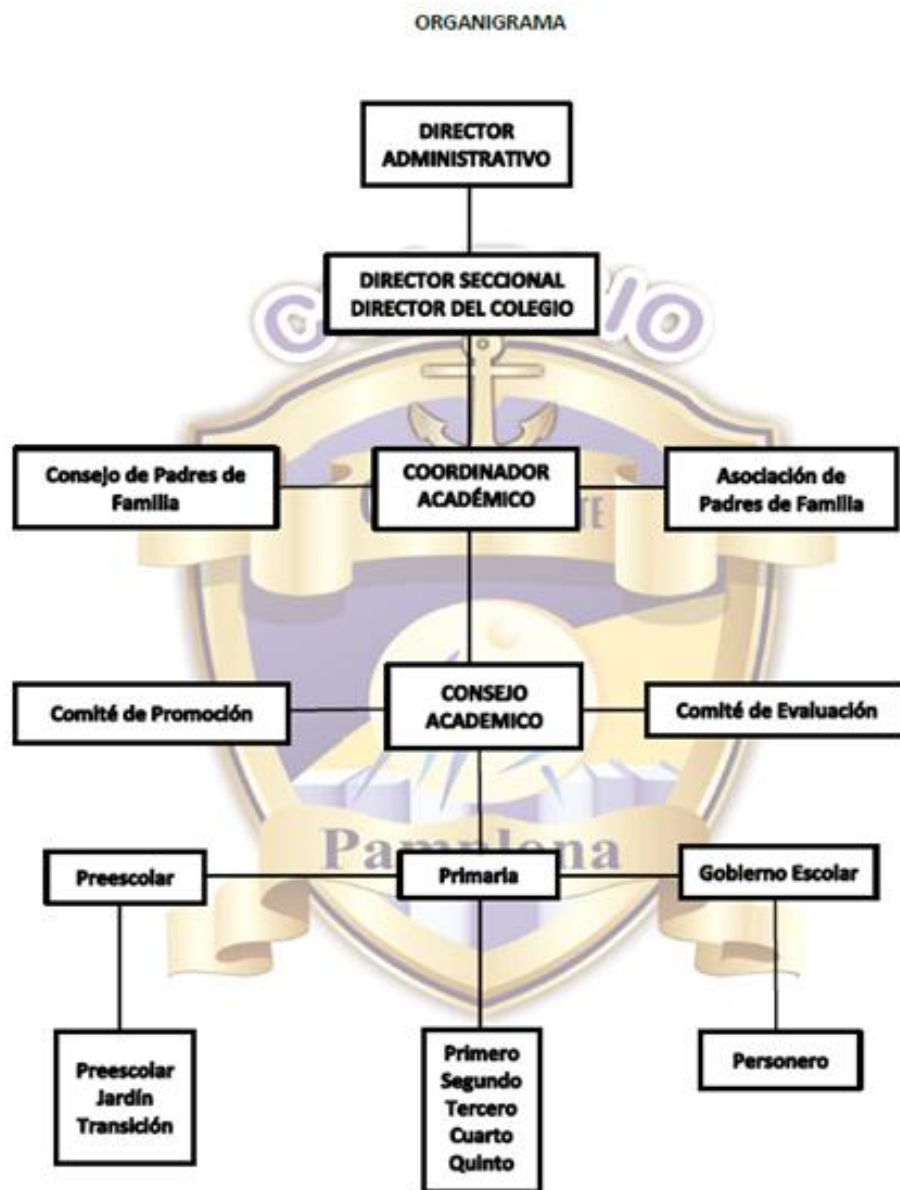 ORGANIGRAMA
DIRECTOR
ADMINISTRATIVO
DIRECTOR SECCIONAL
DIRECTOR DEL COLEGIO
Consejo de Padres de
Familia
COORDINADOR
ACADÉMICO
Asociación de
Padres de Familia
Comité de Promoción
CONSEJO
ACADEMICO
Comité de Evaluación
Pamplona
Preescolar
Primaria
Gobierno Escolar
Preescolar
Jardín
Transición
Primero
Segundo
Tercero
Cuarto
Quinto
Personero